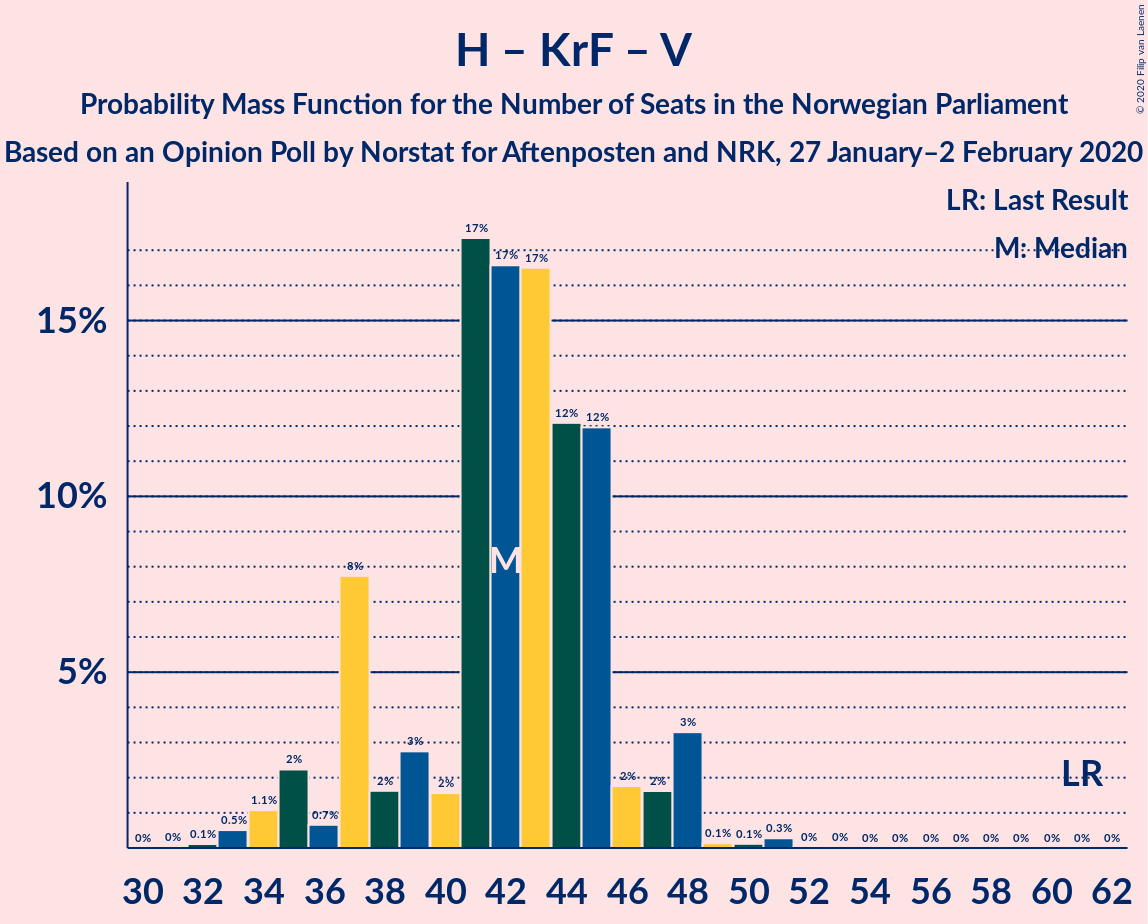 H – KrF – V
Probability Mass Function for the Number of Seats in the Norwegian Parliament
Based on an Opinion Poll by Norstat for Aftenposten and NRK, 27 January–2 February 2020
© 2020 Filip van Laenen
LR: Last Result
M: Median
15%
10%
5%
0% 0% 0.1% 0.5% 1.1% 2% 0.7% 8% 2% 3% 2% 17% 17% 17% 12% 12% 2% 2% 3% 0.1% 0.1% 0.3% 0% 0% 0% 0% 0% 0% 0% 0% 0% 0% 0%
M
LR
30 32 34 36 38 40 42 44 46 48 50 52 54 56 58 60 62